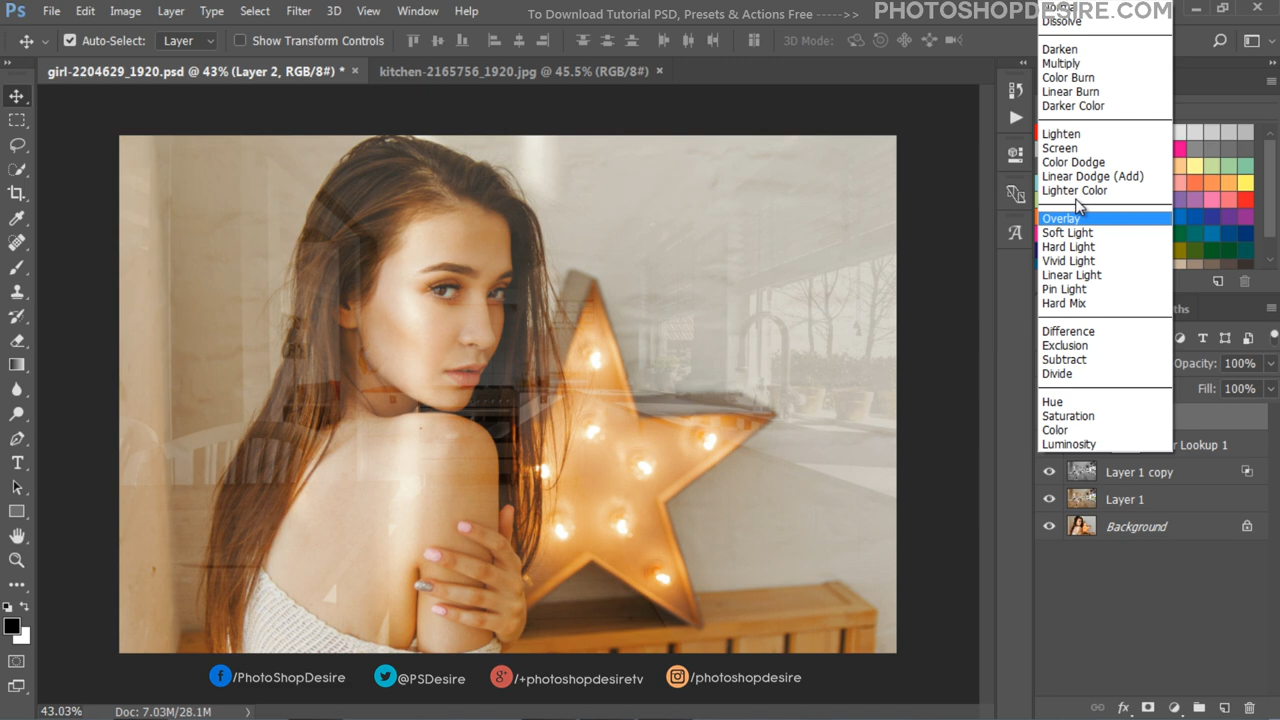 Ps File Edit Image Layer Type Select Filter 3D View Window Help To Download Tutorial PSD, Presets & Actions Free ----->> PHOTOSHOPDESIRE.COM
Auto-Select: Layer Show Transform Controls 3D Mode:
girl-2204629_1920.psd @ 43% (Layer 2, RGB/8#) * × kitchen-2165756_1920.jpg @ 45.5% (RGB/8#) ×
Normal
Dissolve
Darken
Multiply
Color Burn
Linear Burn
Darker Color
Lighten
Screen
Color Dodge
Linear Dodge (Add)
Lighter Color
Overlay
Soft Light
Hard Light
Vivid Light
Linear Light
Pin Light
Hard Mix
Difference
Exclusion
Subtract
Divide
Hue
Saturation
Color
Luminosity
ths
Opacity: 100%
Fill: 100%
r Lookup 1
Layer 1 copy
Layer 1
Background
/PhotoShopDesire @PSDesire /+photoshopdesiretv /photoshopdesire
43.03% Doc: 7.03M/28.1M